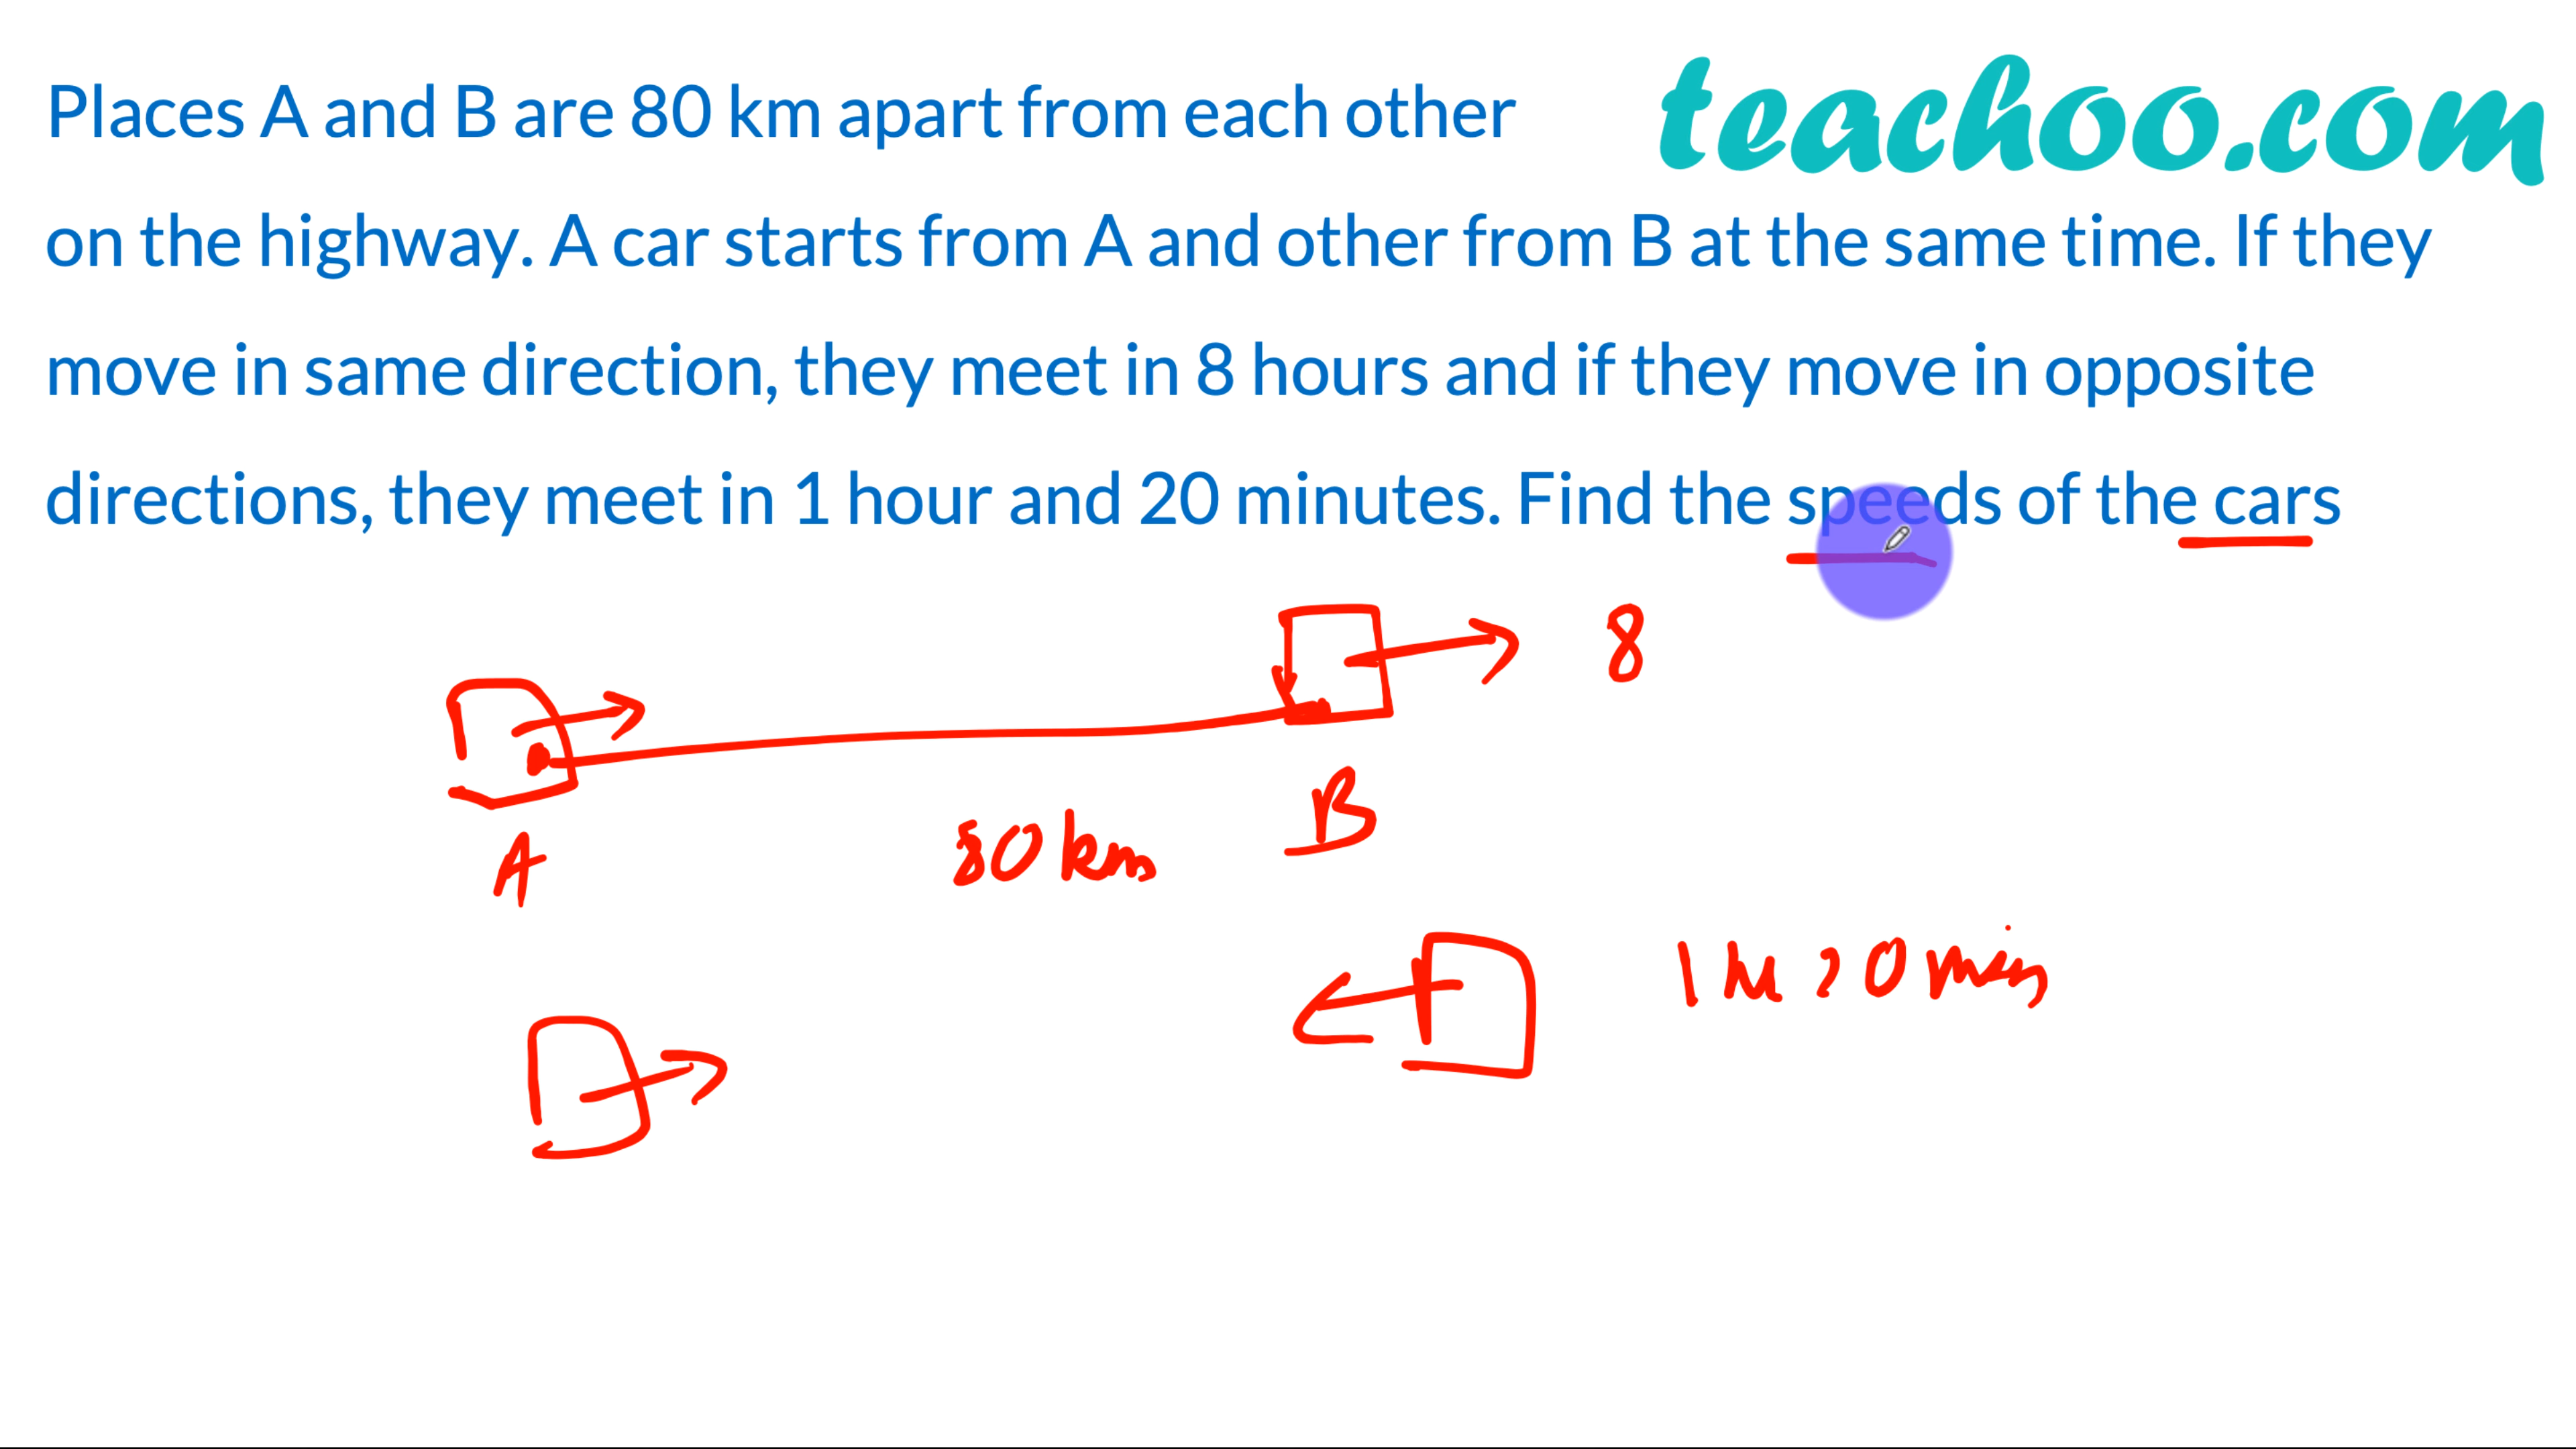 Places A and B are 80 km apart from each other
teachoo.com
on the highway. A car starts from A and other from B at the same time. If they
move in same direction, they meet in 8 hours and if they move in opposite
directions, they meet in 1 hour and 20 minutes. Find the speeds of the cars
8
A
80 km
B
1 hr 20 min